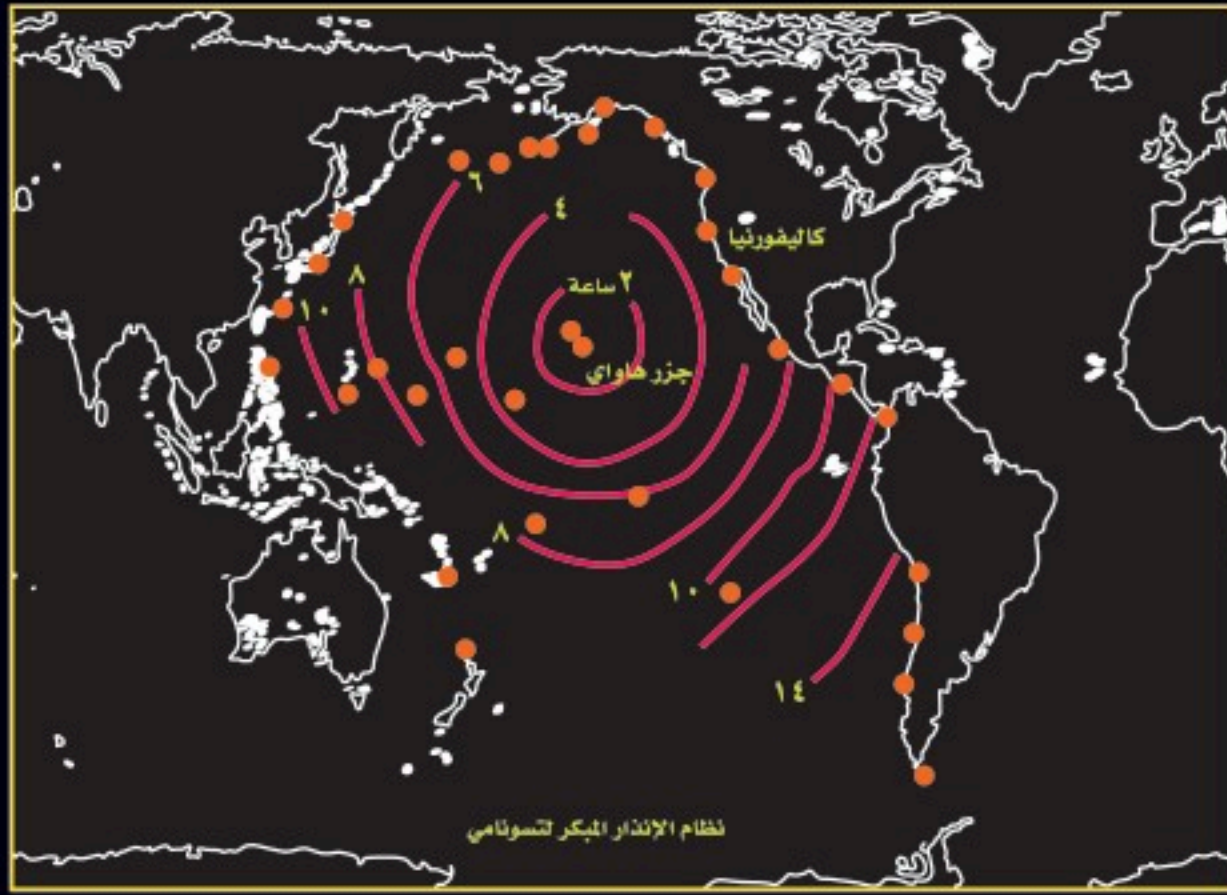 ٦
٤
كاليفورنيا
٨
٢ ساعة
١٠
جزر هاواي
٨
١٠
١٤
نظام الإنذار المبكر لتسونامي